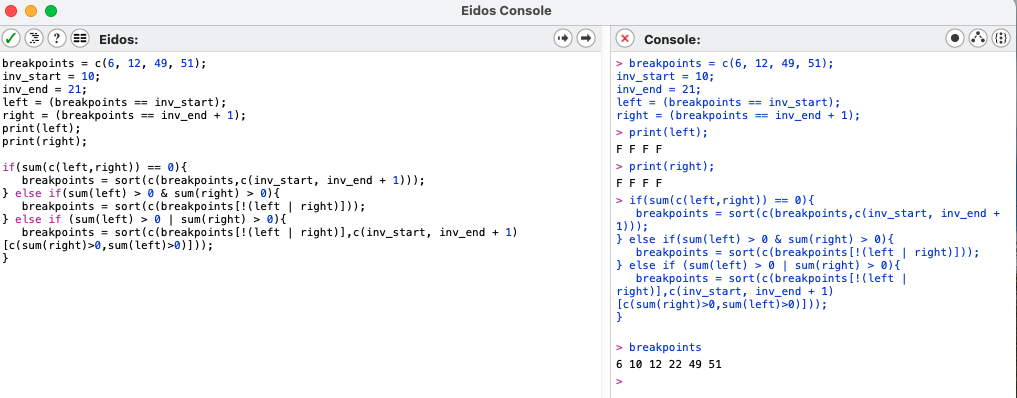 Eidos Console
Eidos:
breakpoints = c(6, 12, 49, 51);
inv_start = 10;
inv_end = 21;
left = (breakpoints == inv_start);
right = (breakpoints == inv_end + 1);
print(left);
print(right);

if(sum(c(left,right)) == 0){
   breakpoints = sort(c(breakpoints,c(inv_start, inv_end + 1)));
} else if(sum(left) > 0 & sum(right) > 0){
   breakpoints = sort(c(breakpoints[!(left | right)]));
} else if (sum(left) > 0 | sum(right) > 0){
   breakpoints = sort(c(breakpoints[!(left | right)],c(inv_start, inv_end + 1)
[c(sum(right)>0,sum(left)>0)]));
}
Console:
> breakpoints = c(6, 12, 49, 51);
inv_start = 10;
inv_end = 21;
left = (breakpoints == inv_start);
right = (breakpoints == inv_end + 1);
> print(left);
F F F F
> print(right);
F F F F
> if(sum(c(left,right)) == 0){
   breakpoints = sort(c(breakpoints,c(inv_start, inv_end +
1)));
} else if(sum(left) > 0 & sum(right) > 0){
   breakpoints = sort(c(breakpoints[!(left | right)]));
} else if (sum(left) > 0 | sum(right) > 0){
   breakpoints = sort(c(breakpoints[!(left |
right)],c(inv_start, inv_end + 1)
[c(sum(right)>0,sum(left)>0)]));
}

> breakpoints
6 10 12 22 49 51
>